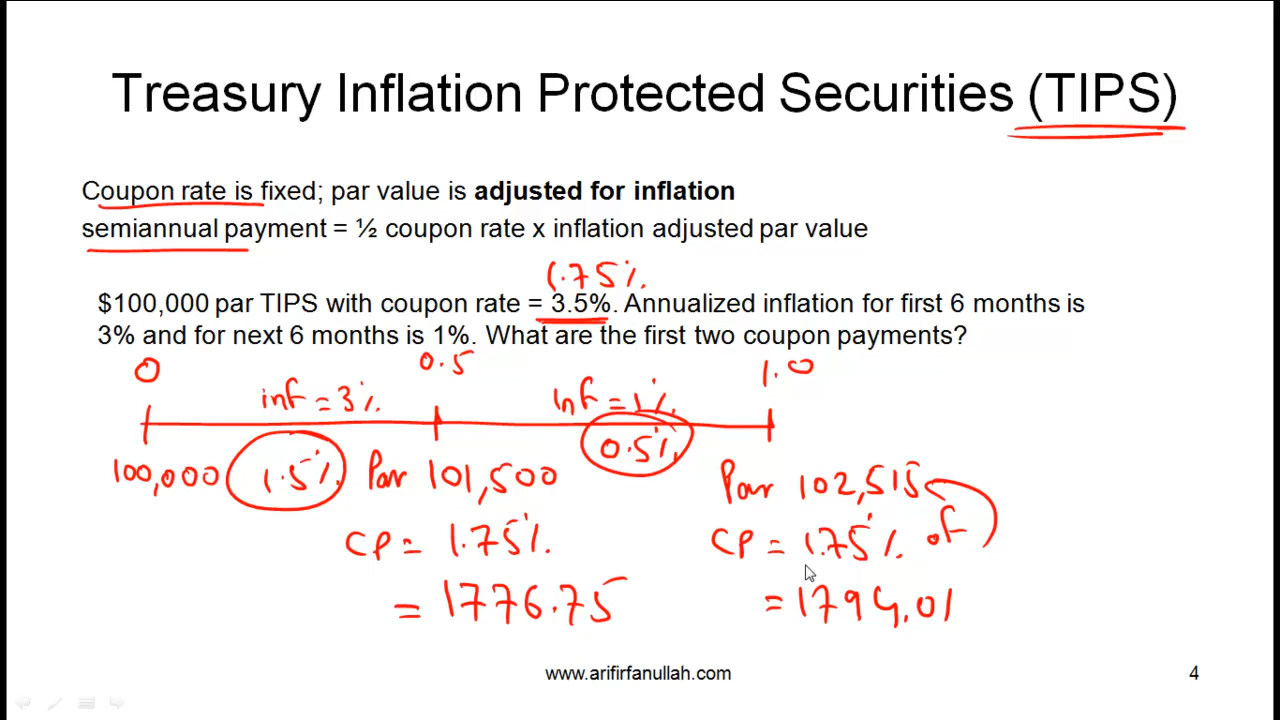 Treasury Inflation Protected Securities (TIPS)
Coupon rate is fixed; par value is adjusted for inflation
semiannual payment = ½ coupon rate x inflation adjusted par value
1.75%
$100,000 par TIPS with coupon rate = 3.5%. Annualized inflation for first 6 months is
3% and for next 6 months is 1%. What are the first two coupon payments?
0 0.5 1.0
inf = 3% Inf = 1%
0.5%
100,000 1.5% Par 101,500 Par 102,515
CP = 1.75% CP = 1.75% of
= 1776.75 = 1794.01
www.arifirfanullah.com 4